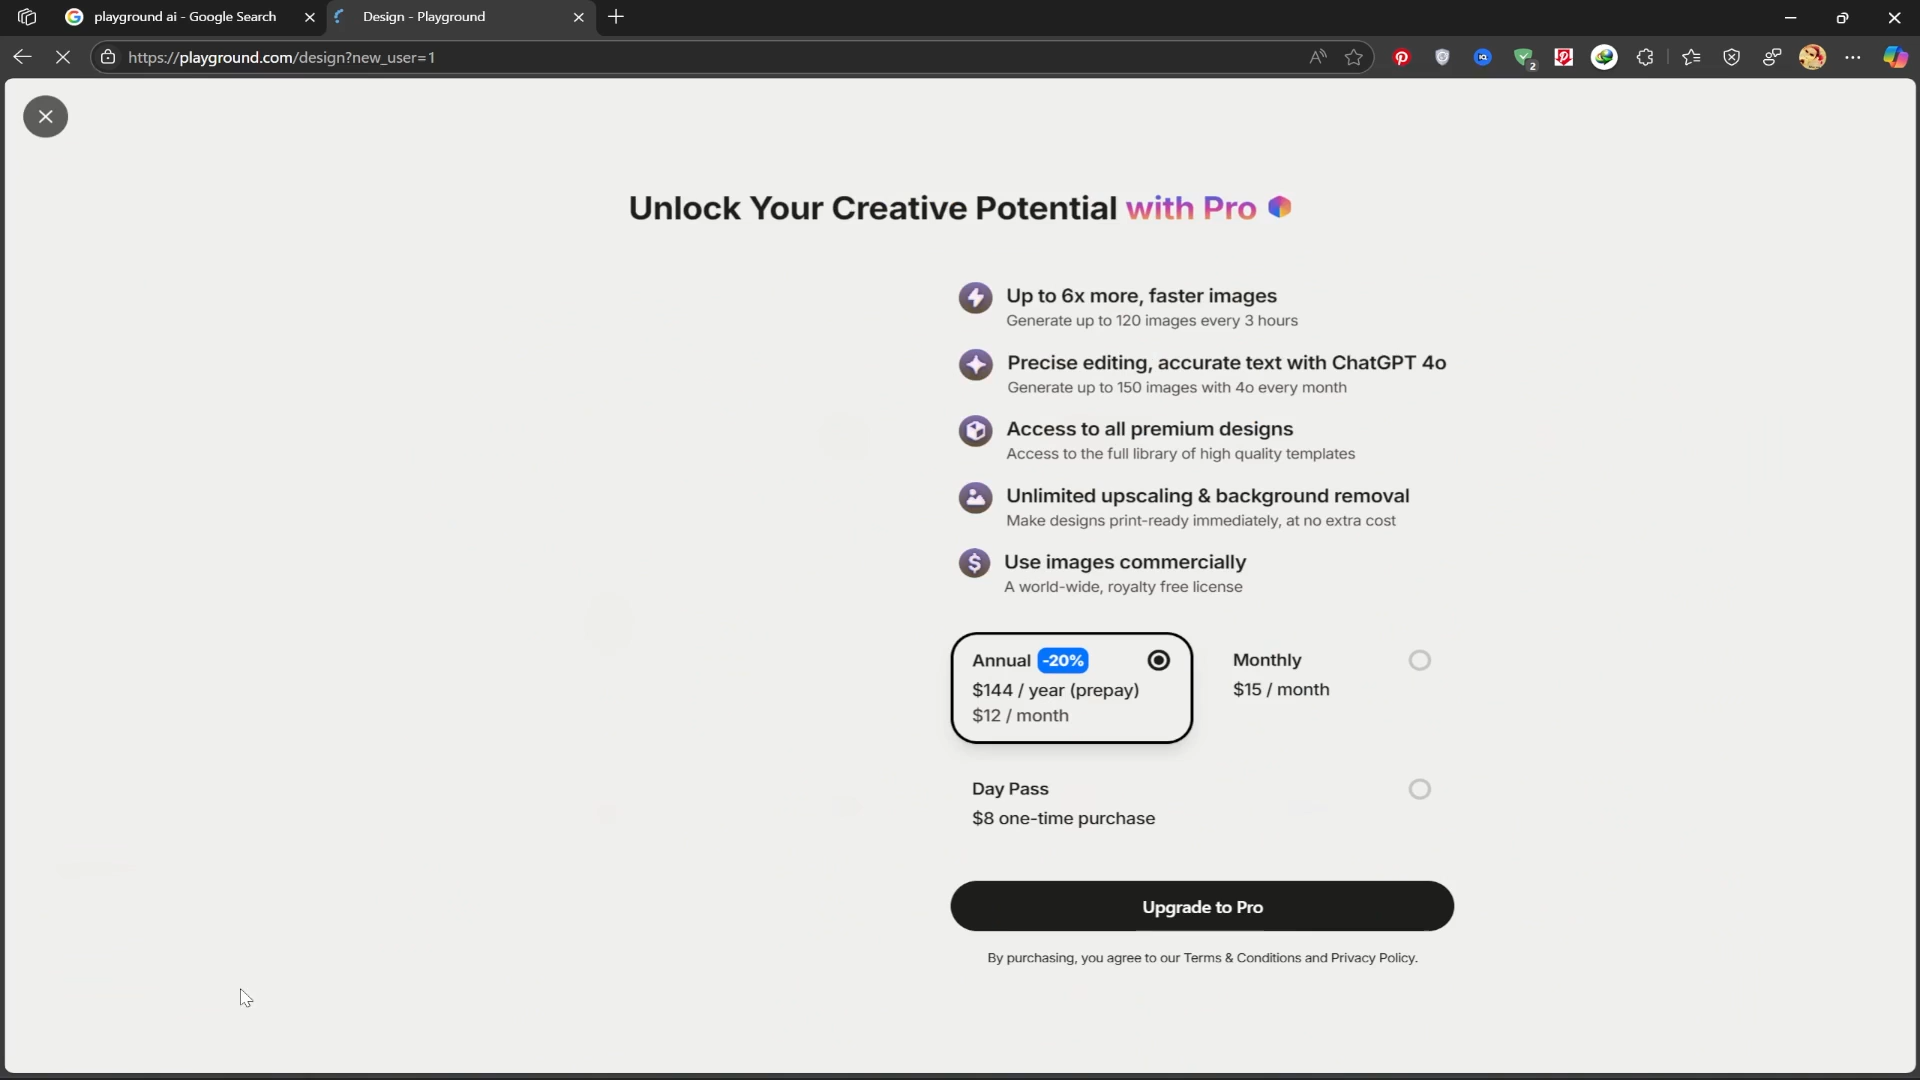 playground ai - Google Search
Design - Playground
https://playground.com/design?new_user=1
2
Unlock Your Creative Potential with Pro
Up to 6x more, faster images
Generate up to 120 images every 3 hours
Precise editing, accurate text with ChatGPT 4o
Generate up to 150 images with 4o every month
Access to all premium designs
Access to the full library of high quality templates
Unlimited upscaling & background removal
Make designs print-ready immediately, at no extra cost
Use images commercially
A world-wide, royalty free license
Annual -20%
$144 / year (prepay)
$12 / month
Monthly
$15 / month
Day Pass
$8 one-time purchase
Upgrade to Pro
By purchasing, you agree to our Terms & Conditions and Privacy Policy.